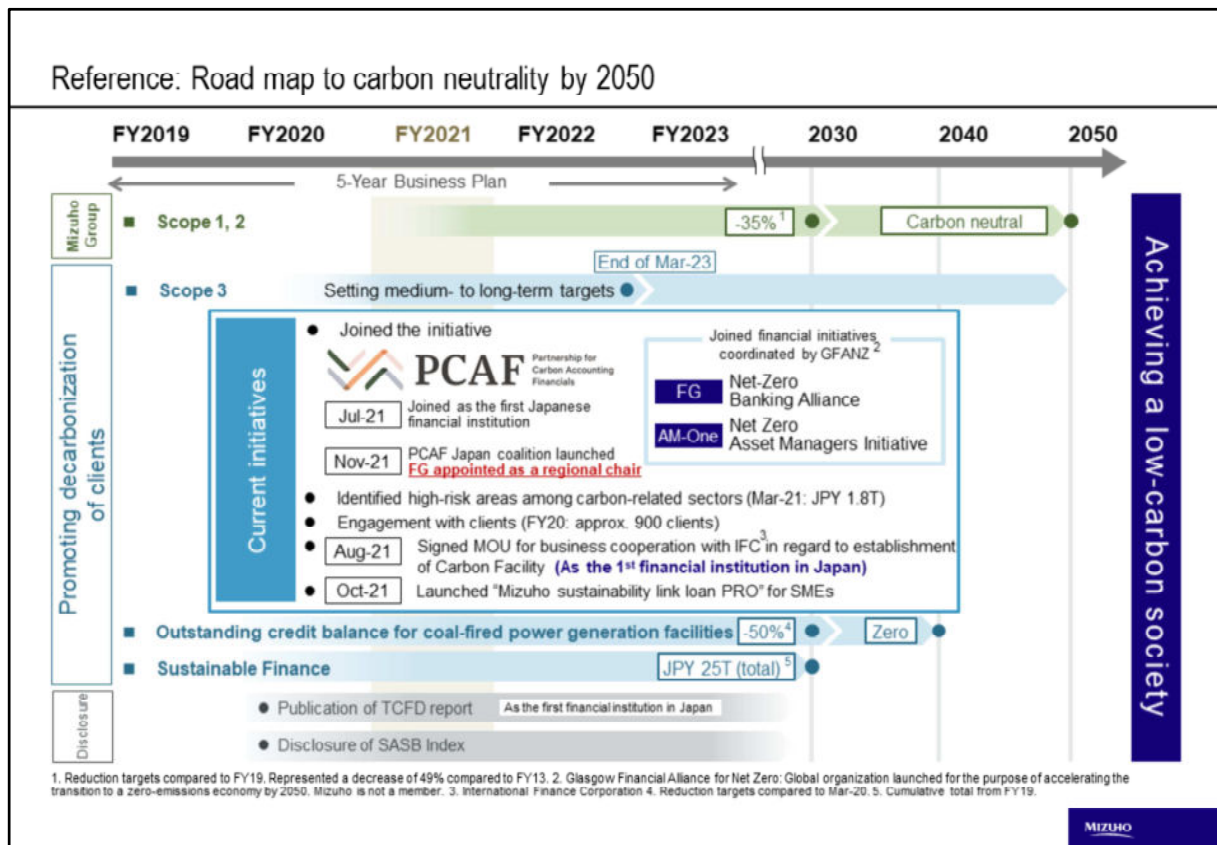 Reference: Road map to carbon neutrality by 2050
FY2019 FY2020 FY2021 FY2022 FY2023 2030 2040 2050
5-Year Business Plan
Mizuho
Group
Scope 1, 2
-35% 1
Carbon neutral
Promoting decarbonization
of clients
End of Mar-23
Scope 3
Setting medium- to long-term targets
Current initiatives
Joined the initiative
PCAF
Partnership for
Carbon Accounting
Financials
Jul-21
Joined as the first Japanese
financial institution
Nov-21
PCAF Japan coalition launched
FG appointed as a regional chair
Joined financial initiatives
coordinated by GFANZ 2
FG
Net-Zero
Banking Alliance
AM-One
Net Zero
Asset Managers Initiative
Identified high-risk areas among carbon-related sectors (Mar-21: JPY 1.8T)
Engagement with clients (FY20: approx. 900 clients)
Aug-21
Signed MOU for business cooperation with IFC3 in regard to establishment
of Carbon Facility (As the 1st financial institution in Japan)
Oct-21
Launched "Mizuho sustainability link loan PRO" for SMEs
Outstanding credit balance for coal-fired power generation facilities
-50%4
Zero
Sustainable Finance
JPY 25T (total) 5
Disclosure
Publication of TCFD report
As the first financial institution in Japan
Disclosure of SASB Index
Achieving a low-carbon society
1. Reduction targets compared to FY19. Represented a decrease of 49% compared to FY13. 2. Glasgow Financial Alliance for Net Zero: Global organization launched for the purpose of accelerating the
transition to a zero-emissions economy by 2050. Mizuho is not a member. 3. International Finance Corporation 4. Reduction targets compared to Mar-20. 5. Cumulative total from FY19.
MIZUHO